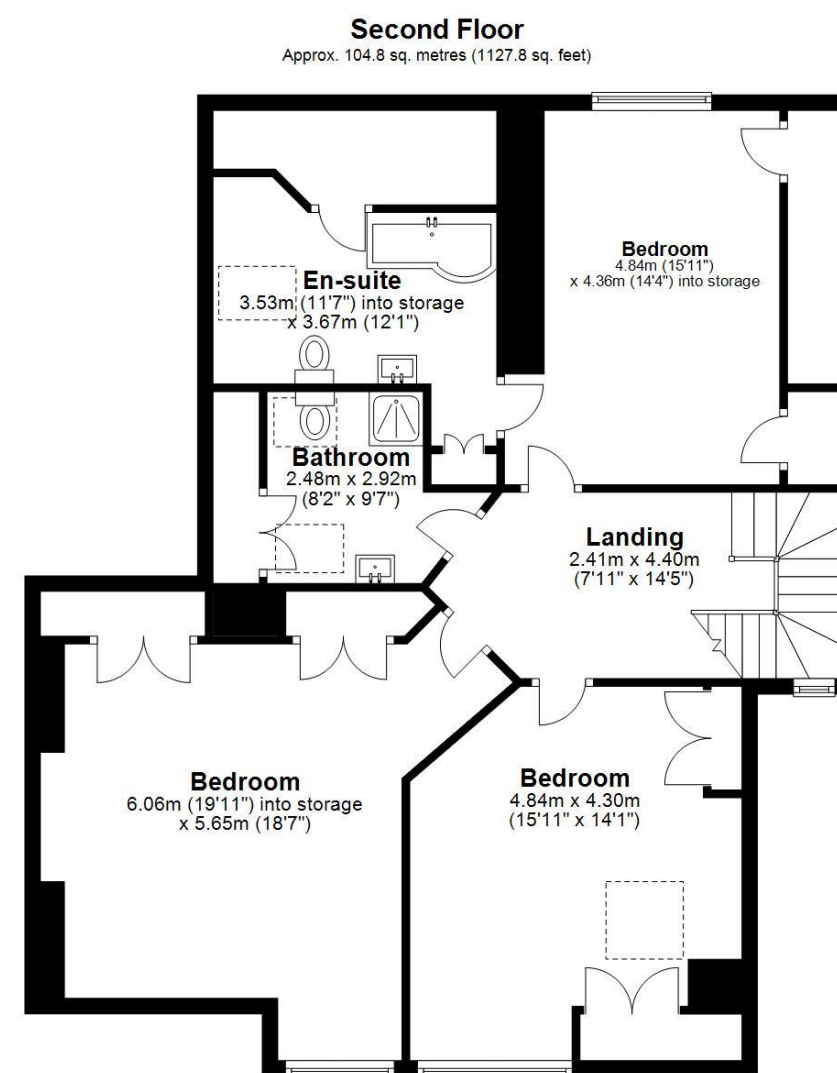 Second Floor
Approx. 104.8 sq. metres (1127.8 sq. feet)
Bedroom
4.84m (15'11")
x 4.36m (14'4") into storage
En-suite
3.53m (11'7") into storage
x 3.67m (12'1")
Bathroom
2.48m x 2.92m
(8'2" x 9'7")
Landing
2.41m x 4.40m
(7'11" x 14'5")
Bedroom
6.06m (19'11") into storage
x 5.65m (18'7")
Bedroom
4.84m x 4.30m
(15'11" x 14'1")